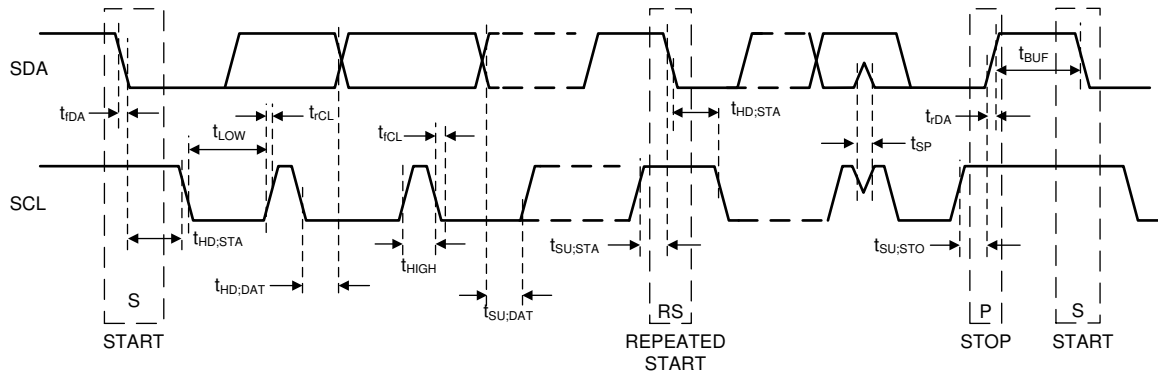 SDA
t_BUF
t_fDA
t_LOW
t_rCL
t_fCL
t_HD;STA
t_rDA
t_SP
SCL
t_HD;STA
t_SU;STA
t_SU;STO
t_HIGH
t_HD;DAT
t_SU;DAT
S
RS
P
S
START
REPEATED
START
STOP
START